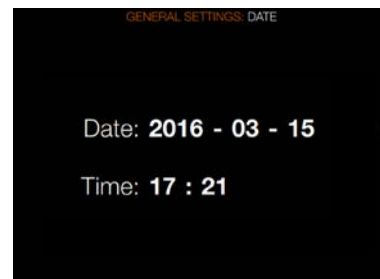 GENERAL SETTINGS: DATE
Date: 2016 - 03 - 15
Time: 17 : 21